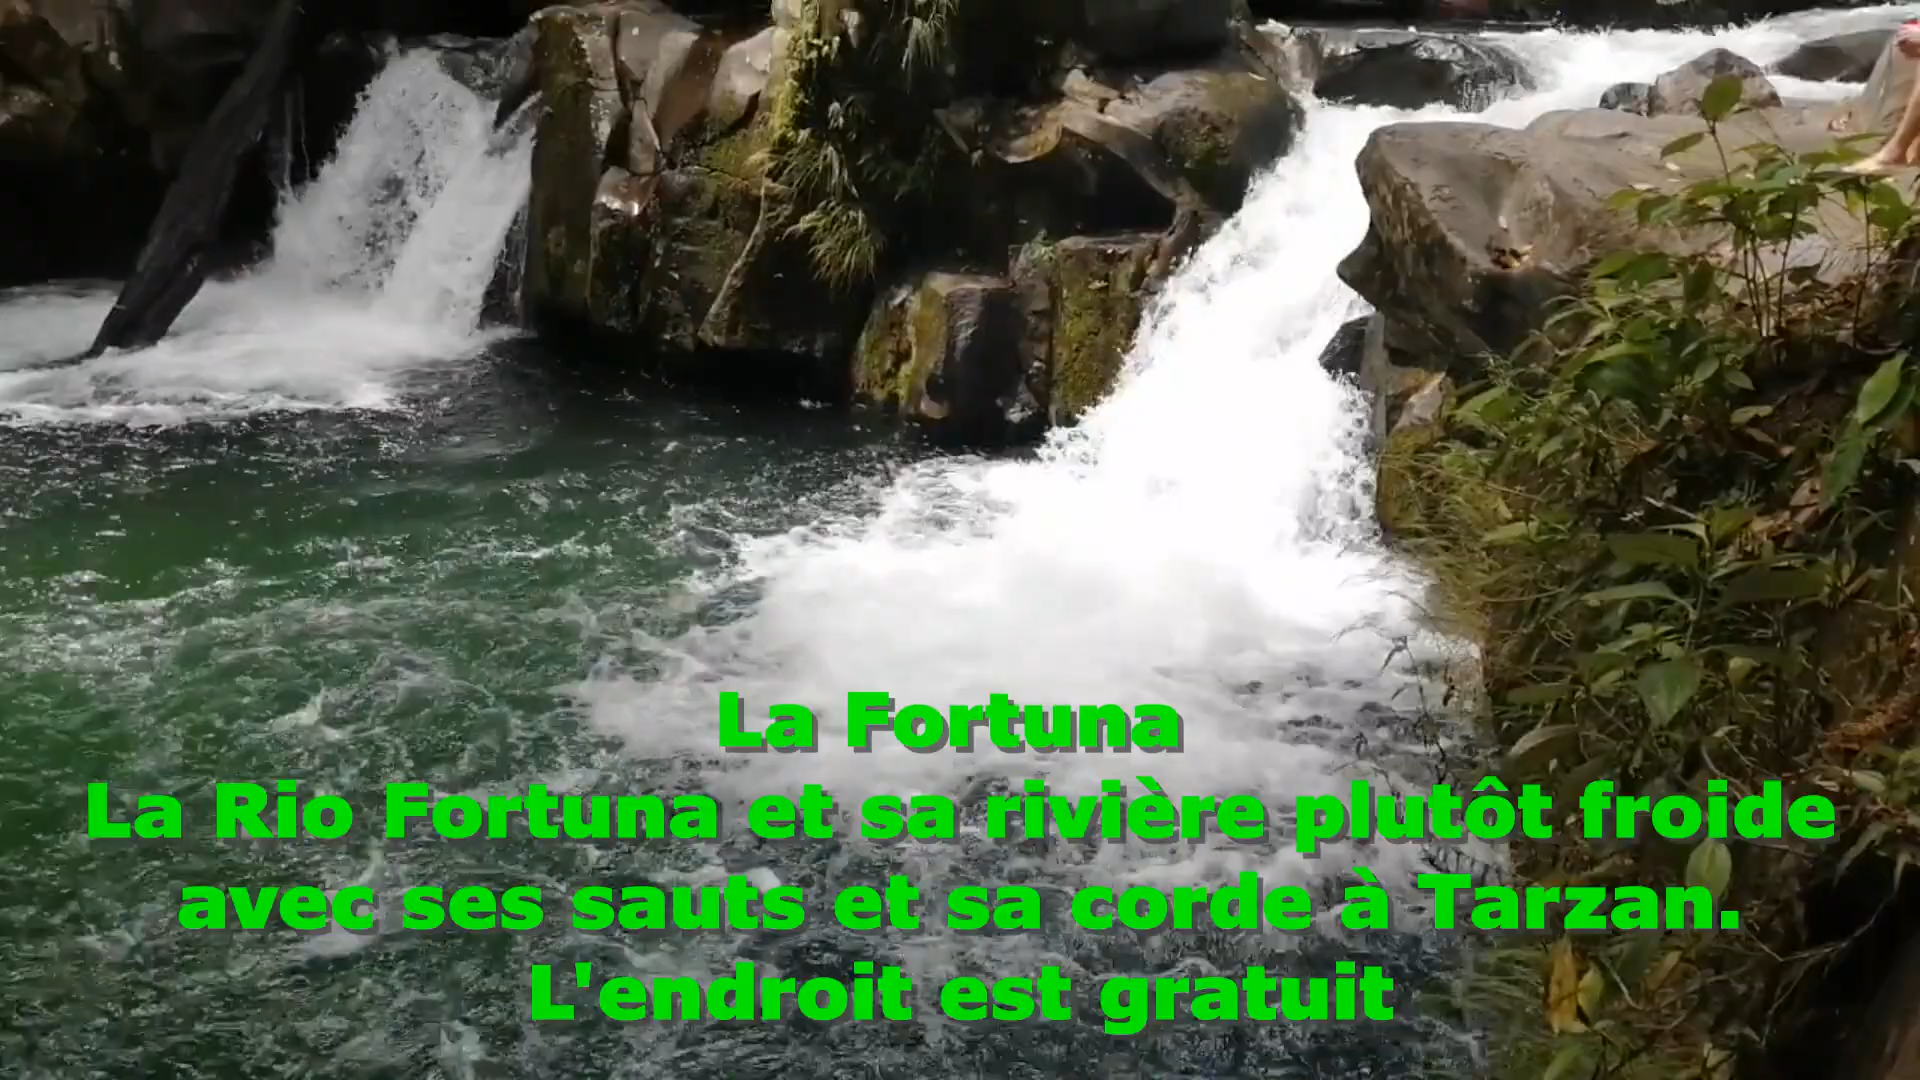 La Fortuna
La Rio Fortuna et sa rivière plutôt froide
avec ses sauts et sa corde à Tarzan.
L'endroit est gratuit